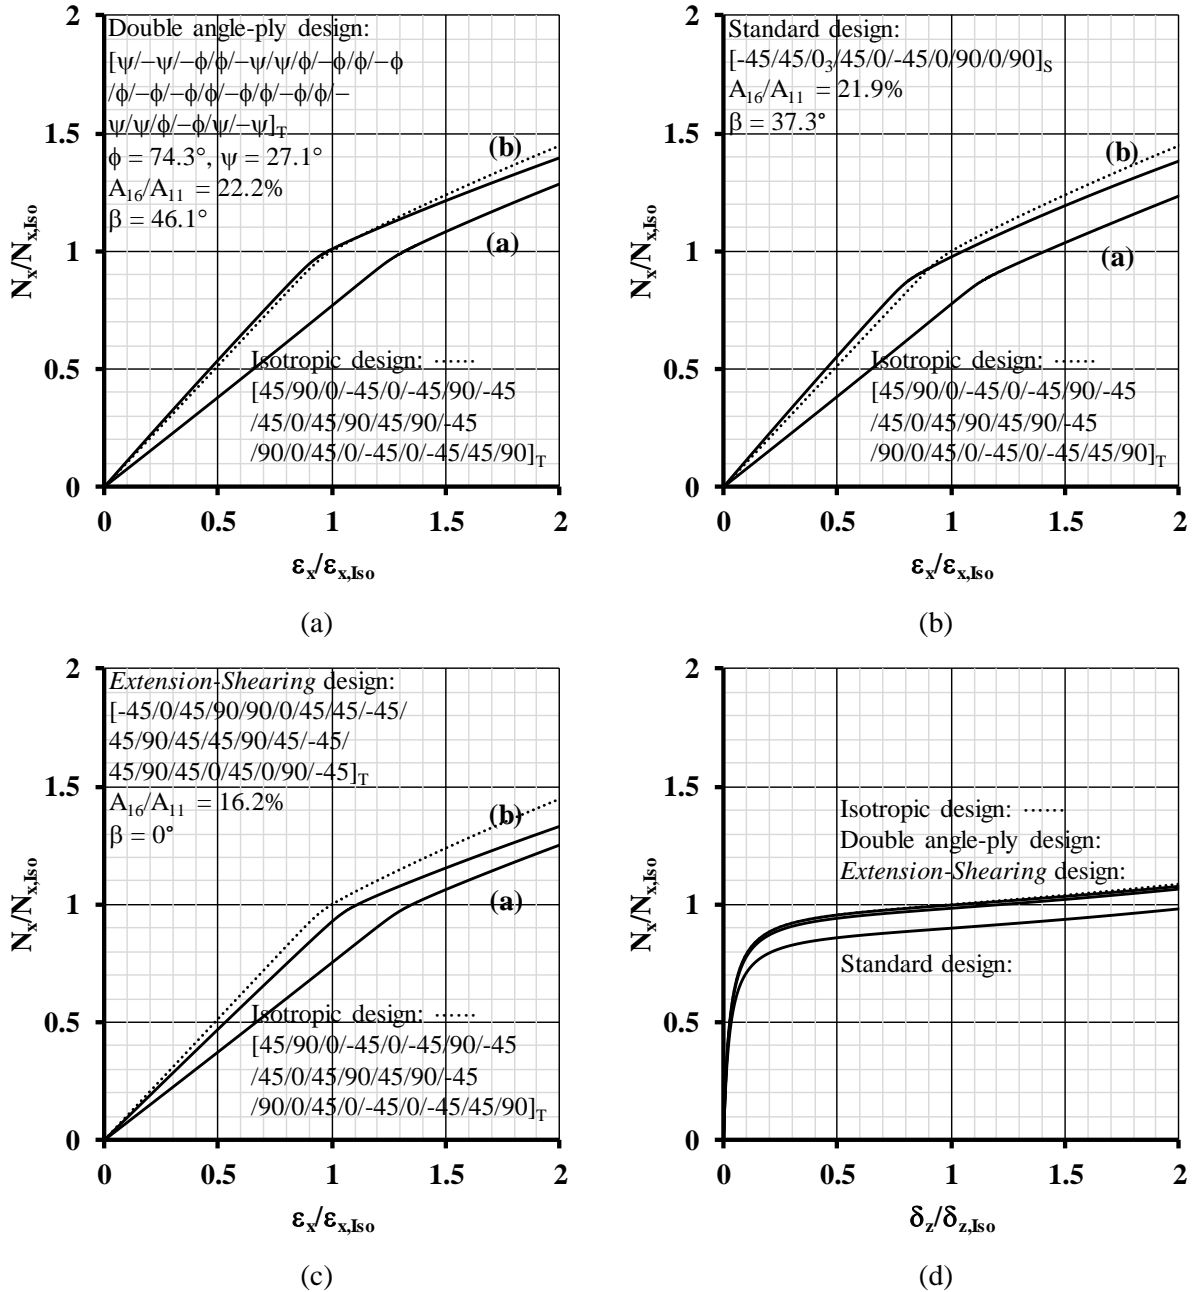 2
1.5
1
0.5
0
Nx/Nx,Iso
Double angle-ply design:
[ψ/−ψ/−ϕ/ϕ/−ψ/ψ/ϕ/−ϕ/ϕ/−ϕ
/ϕ/−ϕ/−ϕ/ϕ/−ϕ/ϕ/−ϕ/ϕ/−
ψ/ψ/ϕ/−ϕ/ψ/−ψ]T
ϕ = 74.3°, ψ = 27.1°
A16/A11 = 22.2%
β = 46.1°
(b)
(a)
Isotropic design: ......
[45/90/0/-45/0/-45/90/-45
/45/0/45/90/45/90/-45
/90/0/45/0/-45/0/-45/45/90]T
0 0.5 1 1.5 2
εx/εx,Iso
(a)
2
1.5
1
0.5
0
Nx/Nx,Iso
Standard design:
[-45/45/03/45/0/-45/0/90/0/90]S
A16/A11 = 21.9%
β = 37.3°
(b)
(a)
Isotropic design: ......
[45/90/0/-45/0/-45/90/-45
/45/0/45/90/45/90/-45
/90/0/45/0/-45/0/-45/45/90]T
0 0.5 1 1.5 2
εx/εx,Iso
(b)
2
1.5
1
0.5
0
Nx/Nx,Iso
Extension-Shearing design:
[-45/0/45/90/90/0/45/45/-45/
45/90/45/45/90/45/-45/
45/90/45/0/45/0/90/-45]T
A16/A11 = 16.2%
β = 0°
(b)
(a)
Isotropic design: ......
[45/90/0/-45/0/-45/90/-45
/45/0/45/90/45/90/-45
/90/0/45/0/-45/0/-45/45/90]T
0 0.5 1 1.5 2
εx/εx,Iso
(c)
2
1.5
1
0.5
0
Nx/Nx,Iso
Isotropic design: ......
Double angle-ply design:
Extension-Shearing design:
Standard design:
0 0.5 1 1.5 2
δz/δz,Iso
(d)